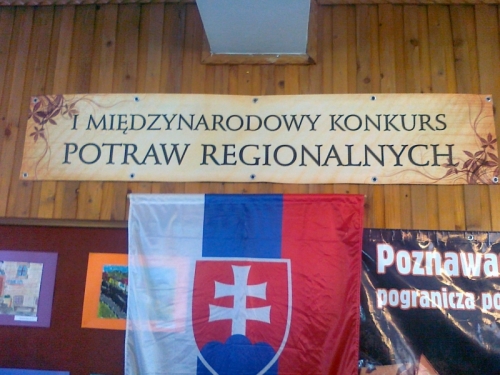 I MIĘDZYNARODOWY KONKURS
POTRAW REGIONALNYCH
Poznawa
pogranicza po